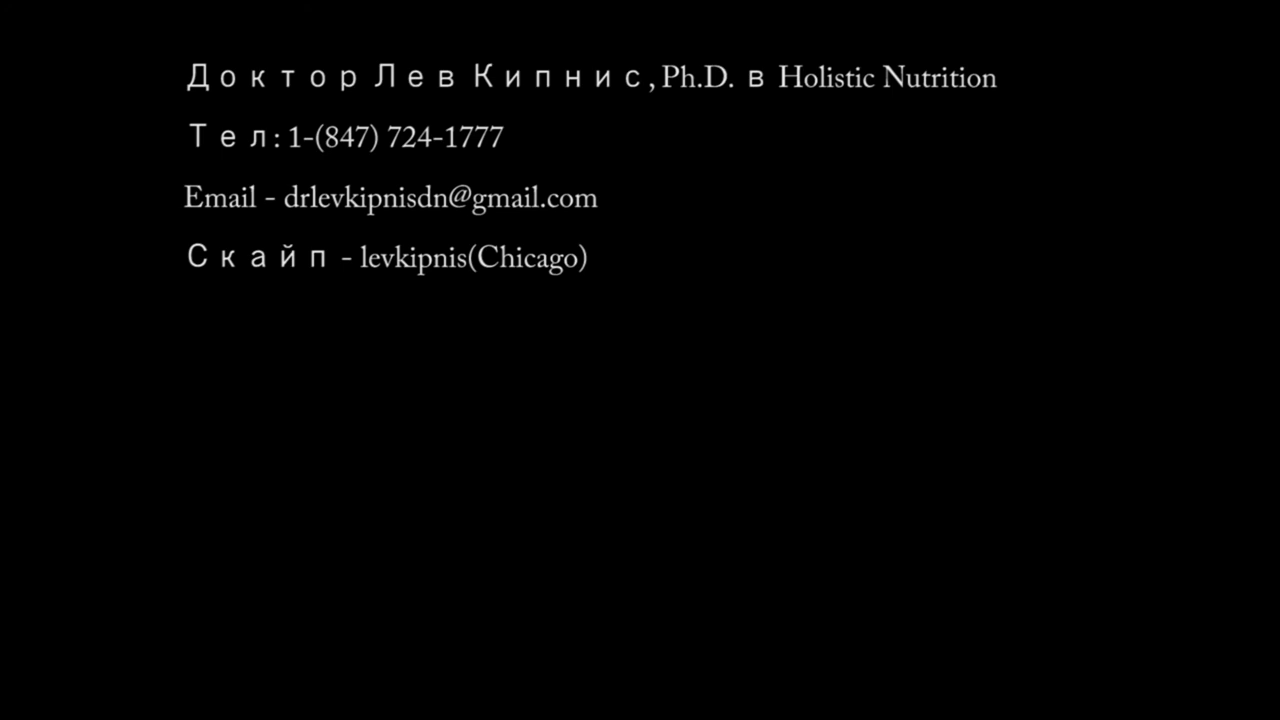 Доктор Лев Кипнис, Ph.D. в Holistic Nutrition
Тел: 1-(847) 724-1777
Email - drlevkipnisdn@gmail.com
Скайп - levkipnis(Chicago)